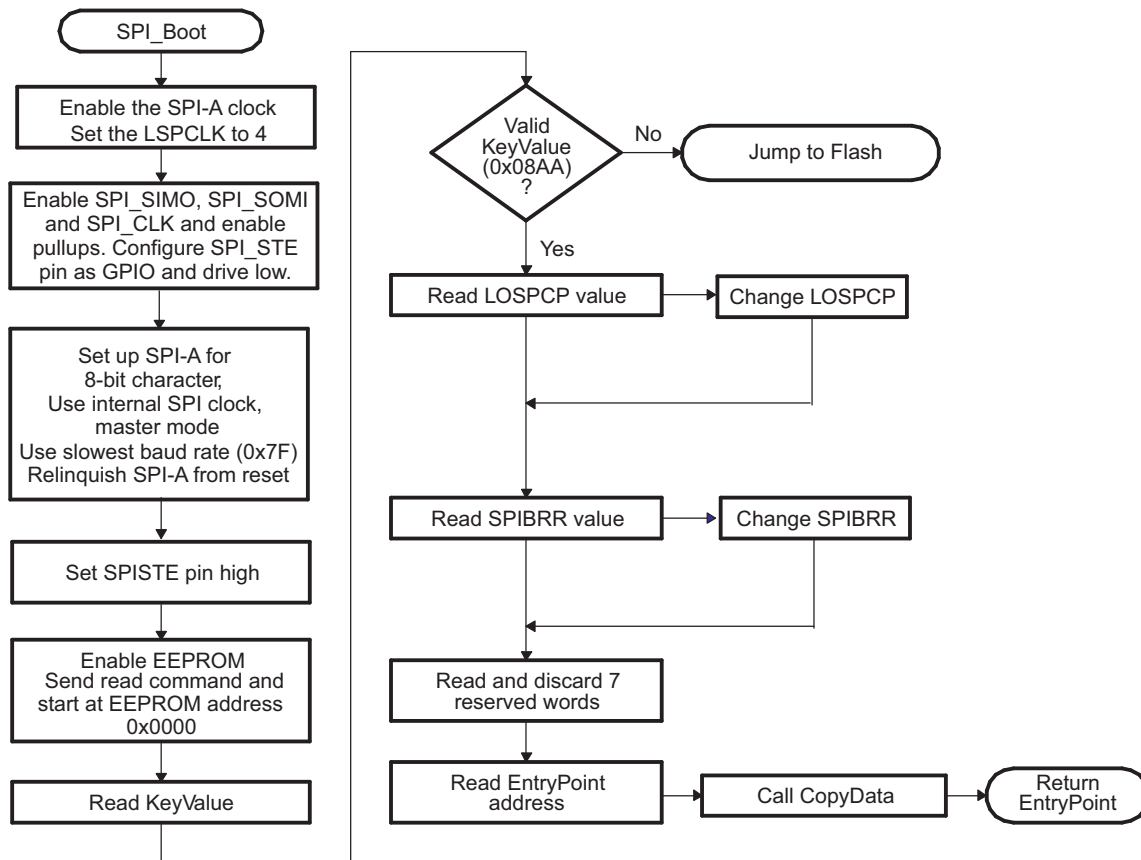 SPI_Boot
Enable the SPI-A clock
Set the LSPCLK to 4
Enable SPI_SIMO, SPI_SOMI
and SPI_CLK and enable
pullups. Configure SPI_STE
pin as GPIO and drive low.
Set up SPI-A for
8-bit character,
Use internal SPI clock,
master mode
Use slowest baud rate (0x7F)
Relinquish SPI-A from reset
Set SPISTE pin high
Enable EEPROM
Send read command and
start at EEPROM address
0x0000
Read KeyValue
Valid
KeyValue
(0x08AA)
?
No
Jump to Flash
Yes
Read LOSPCP value
Change LOSPCP
Read SPIBRR value
Change SPIBRR
Read and discard 7
reserved words
Read EntryPoint
address
Call CopyData
Return
EntryPoint